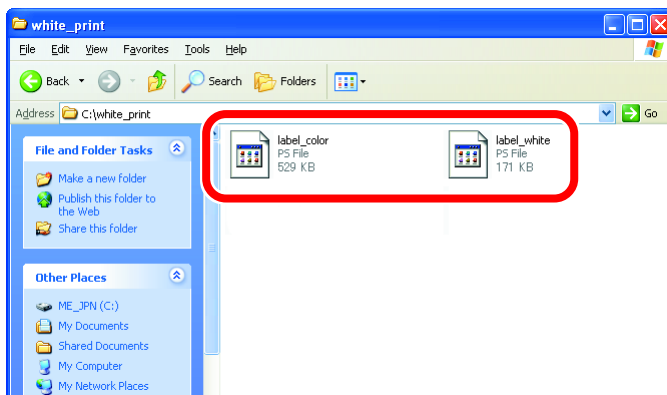 white_print
File Edit View Favorites Tools Help
Back Search Folders
Address C:\white_print Go
File and Folder Tasks
Make a new folder
Publish this folder to
the Web
Share this folder
Other Places
ME_JPN (C:)
My Documents
Shared Documents
My Computer
My Network Places
label_color
PS File
529 KB
label_white
PS File
171 KB